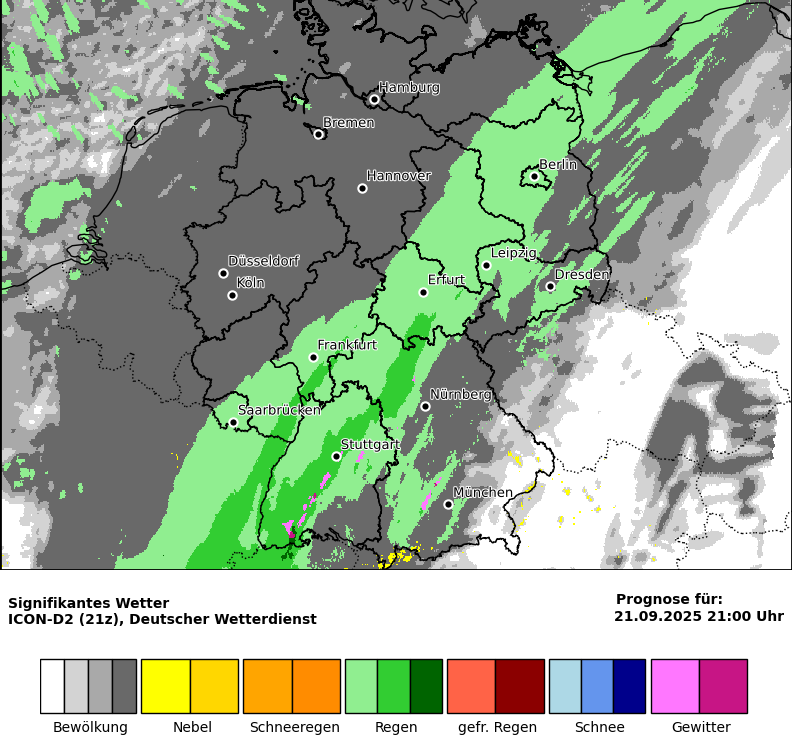 Hamburg
Bremen
Berlin
Hannover
Leipzig
Düsseldorf
Dresden
Köln
Erfurt
Frankfurt
Nürnberg
Saarbrücken
Stuttgart
München
Signifikantes Wetter
ICON-D2 (21z), Deutscher Wetterdienst
Prognose für:
21.09.2025 21:00 Uhr
Bewölkung
Nebel
Schneeregen
Regen
gefr. Regen
Schnee
Gewitter